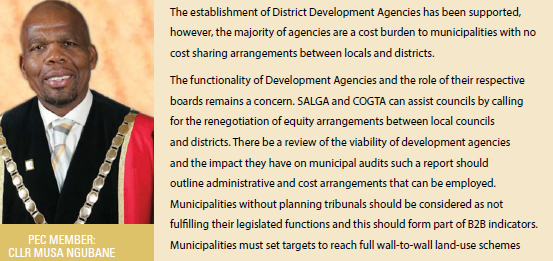 The establishment of District Development Agencies has been supported,
however, the majority of agencies are a cost burden to municipalities with no
cost sharing arrangements between locals and districts.
The functionality of Development Agencies and the role of their respective
boards remains a concern. SALGA and COGTA can assist councils by calling
for the renegotiation of equity arrangements between local councils
and districts. There be a review of the viability of development agencies
and the impact they have on municipal audits such a report should
outline administrative and cost arrangements that can be employed.
Municipalities without planning tribunals should be considered as not
fulfilling their legislated functions and this should form part of B2B indicators.
Municipalities must set targets to reach full wall-to-wall land-use schemes
PEC MEMBER:
CLLR MUSA NGUBANE